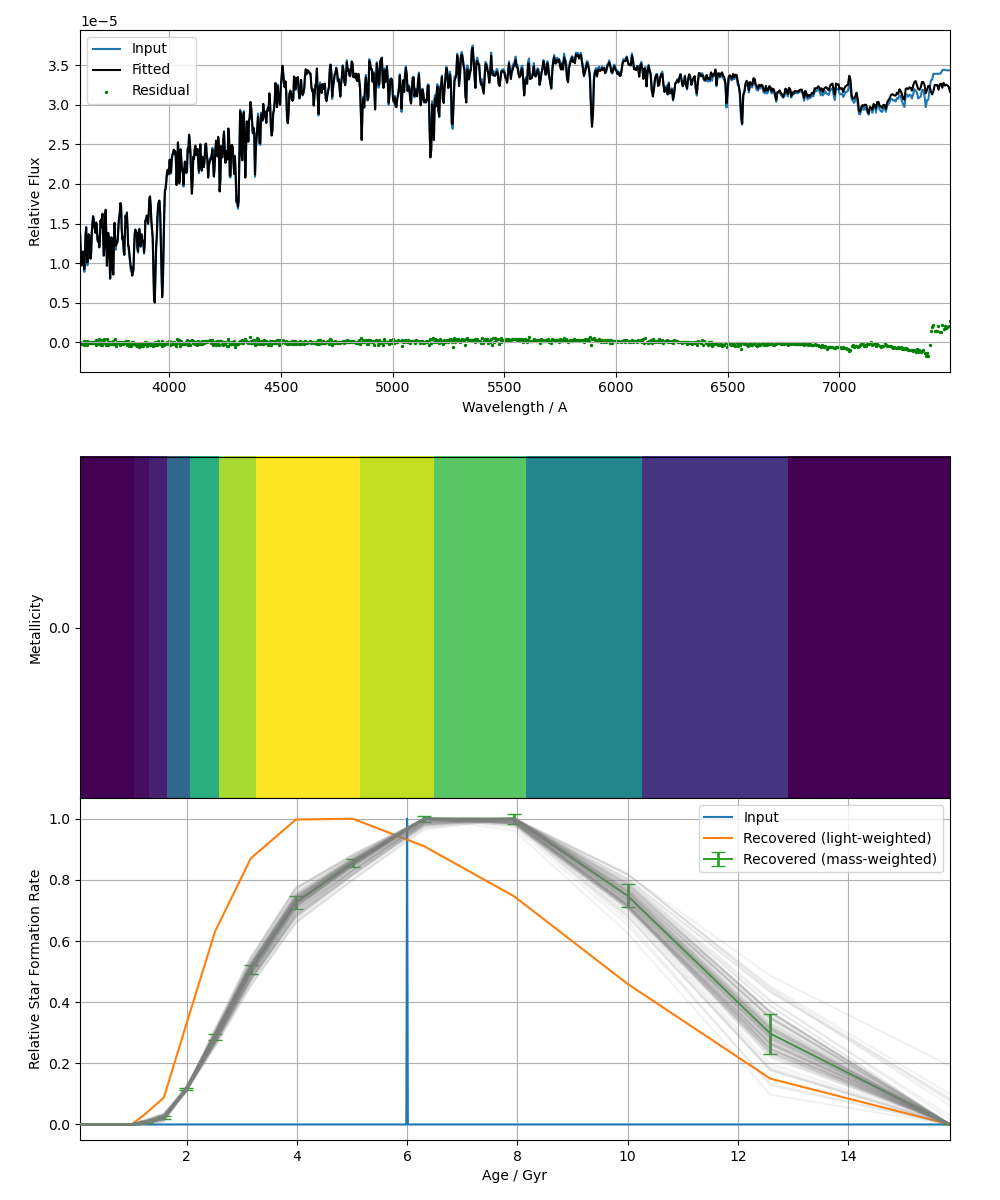 1e−5
Input
Fitted
Residual
3.5
3.0
2.5
2.0
1.5
1.0
0.5
0.0
Relative Flux
4000 4500 5000 5500 6000 6500 7000
Wavelength / A
Metallicity
0.0
Input
Recovered (light-weighted)
Recovered (mass-weighted)
1.0
0.8
0.6
0.4
0.2
0.0
Relative Star Formation Rate
2 4 6 8 10 12 14
Age / Gyr